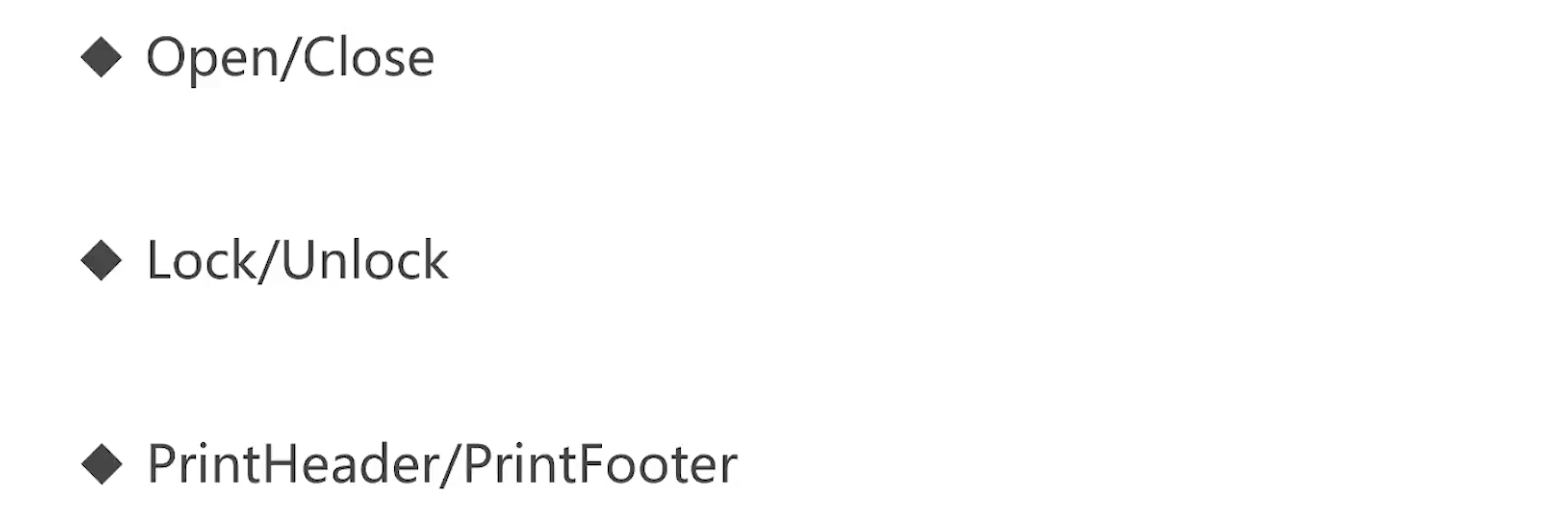 ◆ Open/Close
◆ Lock/Unlock
◆ PrintHeader/PrintFooter